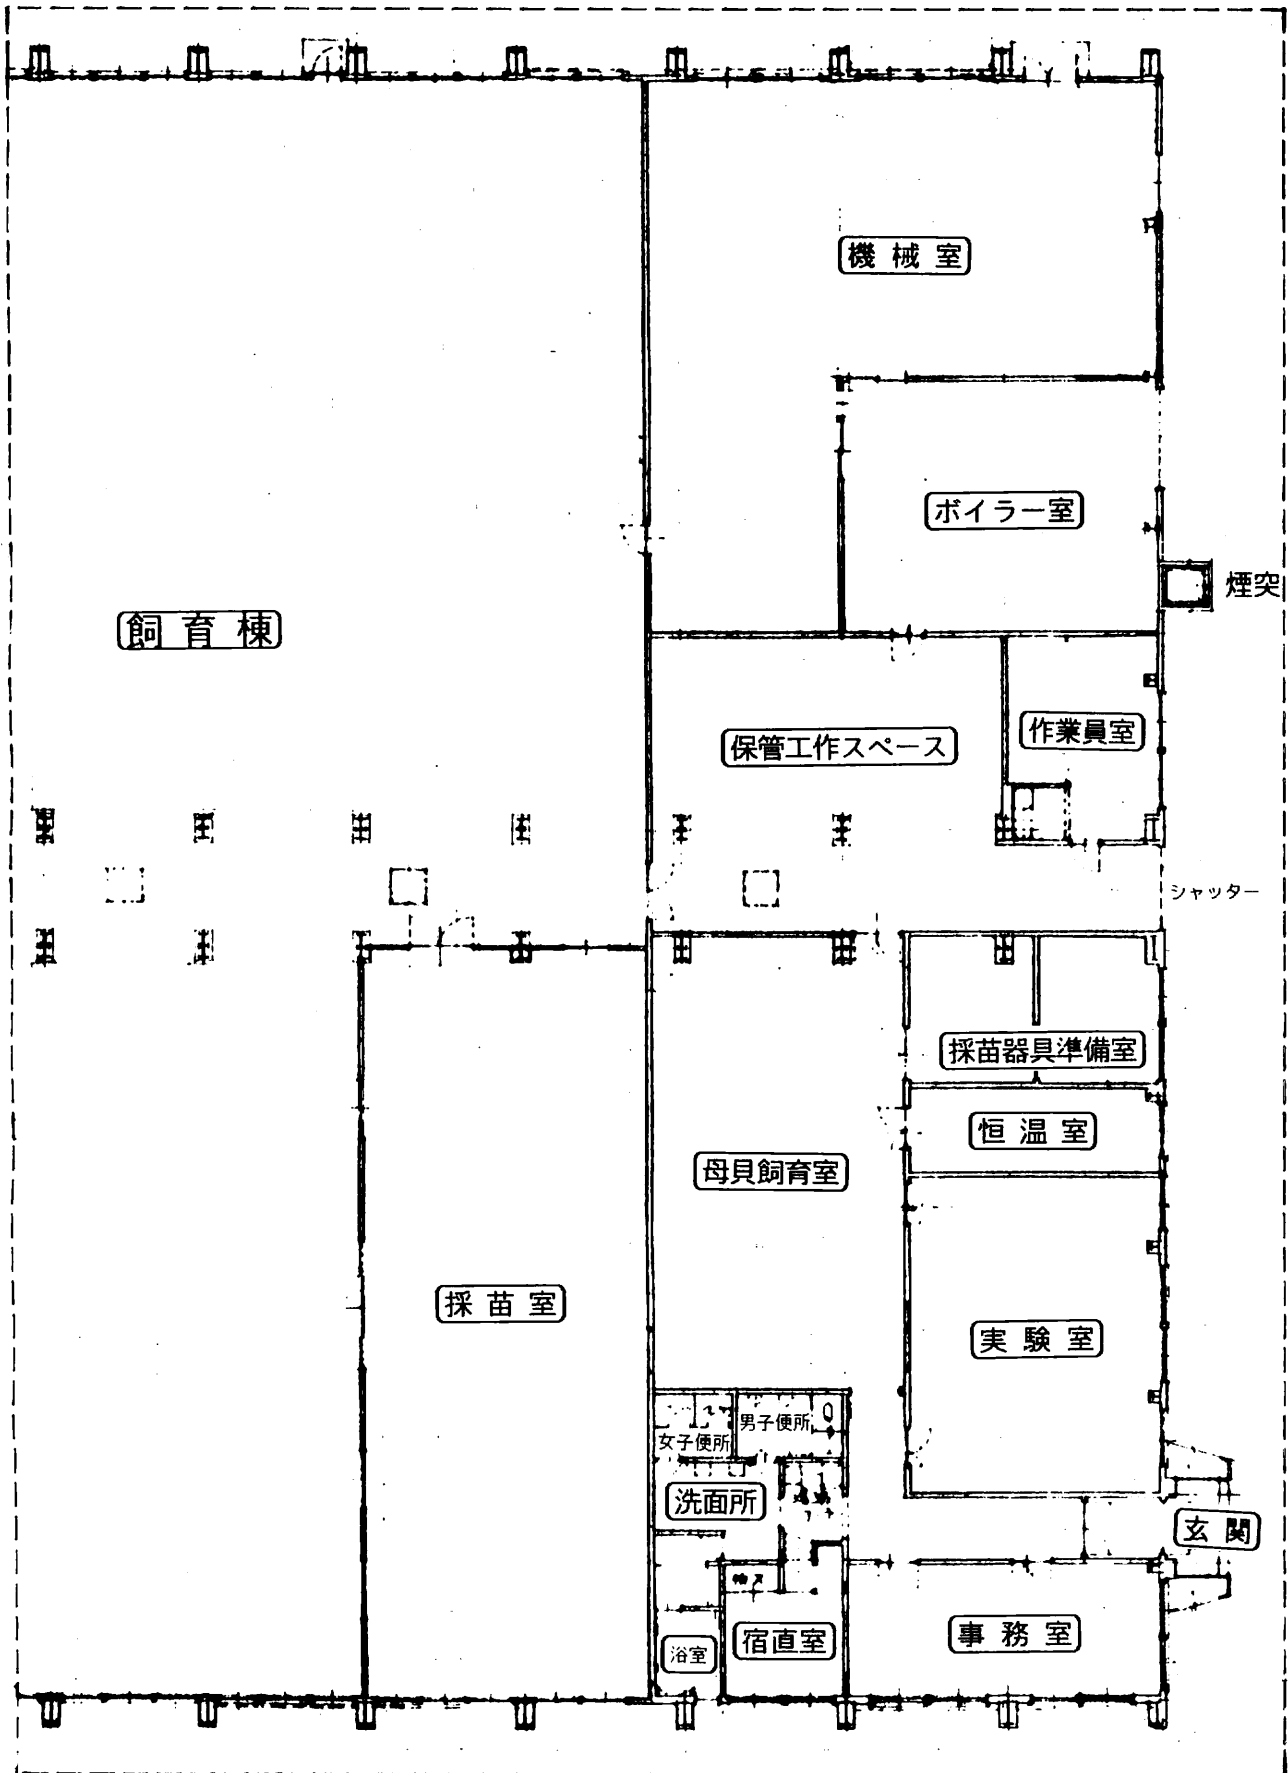 機械室
ボイラー室
煙突
飼育棟
保管工作スペース
作業員室
シャッター
採苗器具準備室
恒温室
母貝飼育室
採苗室
実験室
男子便所
女子便所
洗面所
玄関
宿直室
事務室
浴室